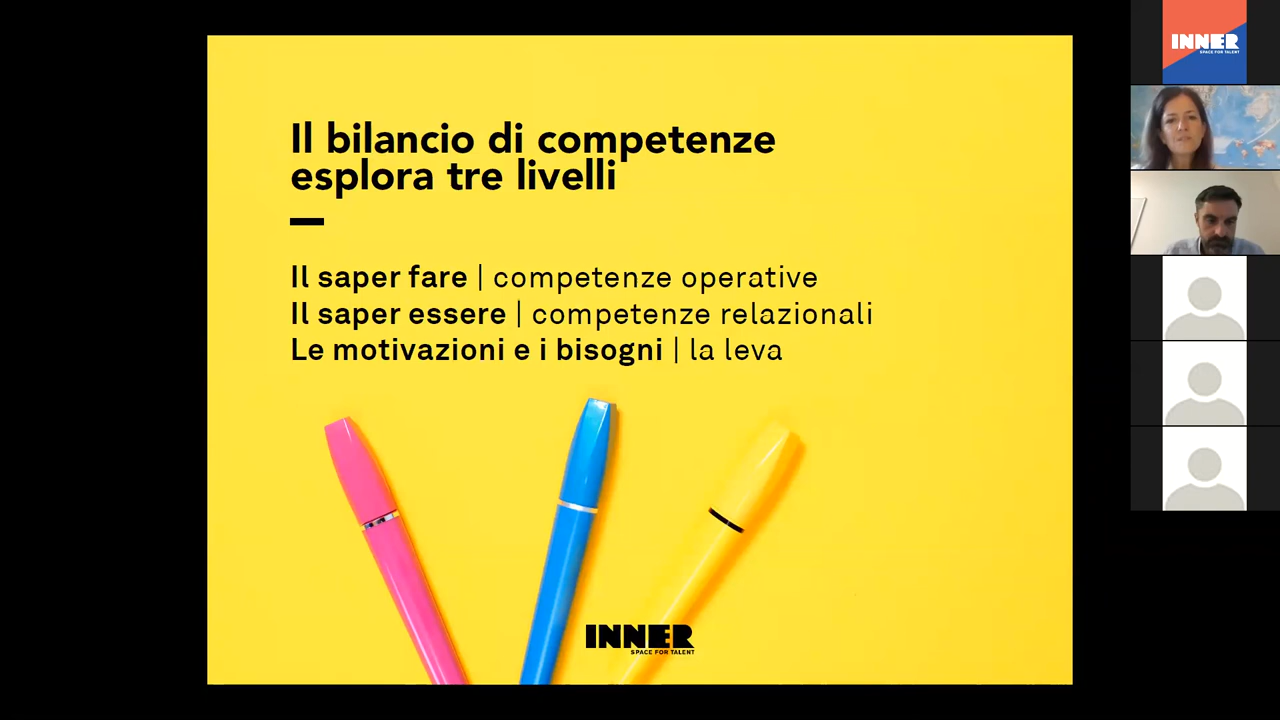 Il bilancio di competenze
esplora tre livelli
Il saper fare | competenze operative
Il saper essere | competenze relazionali
Le motivazioni e i bisogni | la leva
INNER
SPACE FOR TALENT
INNER
SPACE FOR TALENT